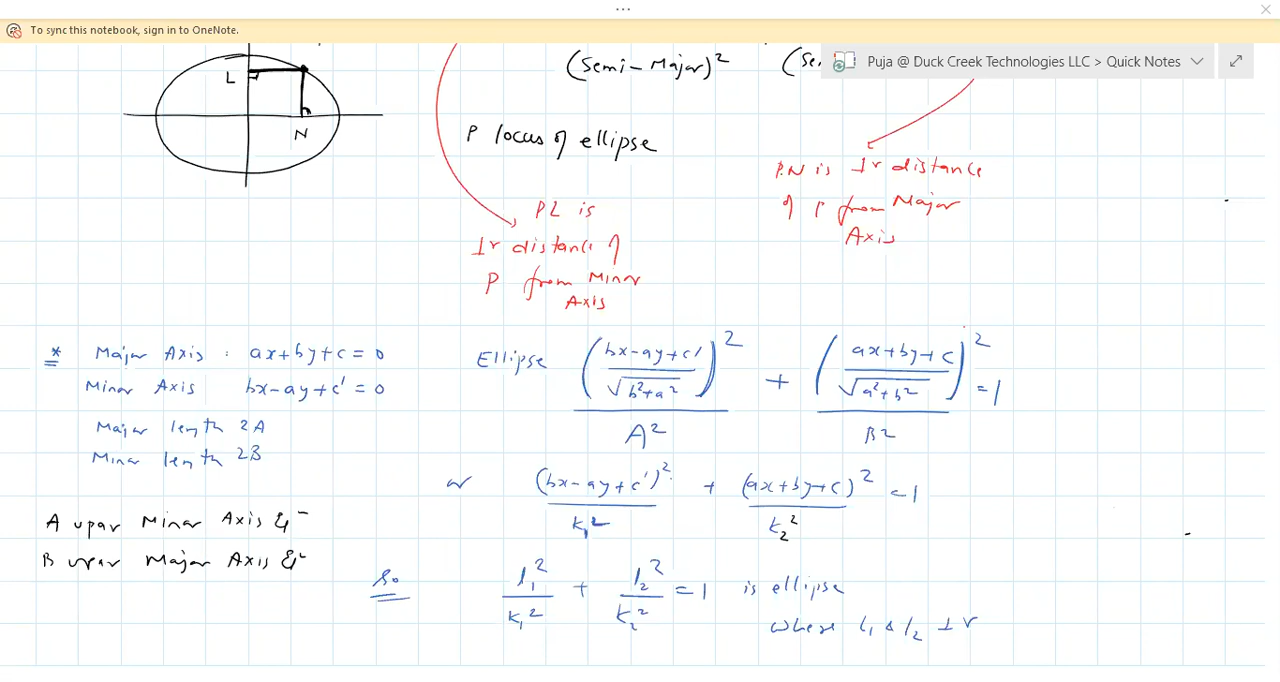 To sync this notebook, sign in to OneNote.
Puja @ Duck Creek Technologies LLC > Quick Notes
L
N
(Semi-Major)²
P locus of ellipse
PN is ⊥r distance
of P from Major
Axis
PL is
⊥r distance of
P from Minor
Axis
* Major Axis : ax+by+c=0
Minor Axis bx-ay+c'=0
Major length 2A
Minor length 2B
Ellipse ((bx-ay+c')/√(b²+a²))²/A² + ((ax+by+c)/√(a²+b²))²/B² =1
or (bx-ay+c')²/k₁² + (ax+by+c)²/k₂² =1
A upar Minor Axis
B upar Major Axis
So l₁²/k₁² + l₂²/k₂² =1 is ellipse
where l₁ & l₂ ⊥r